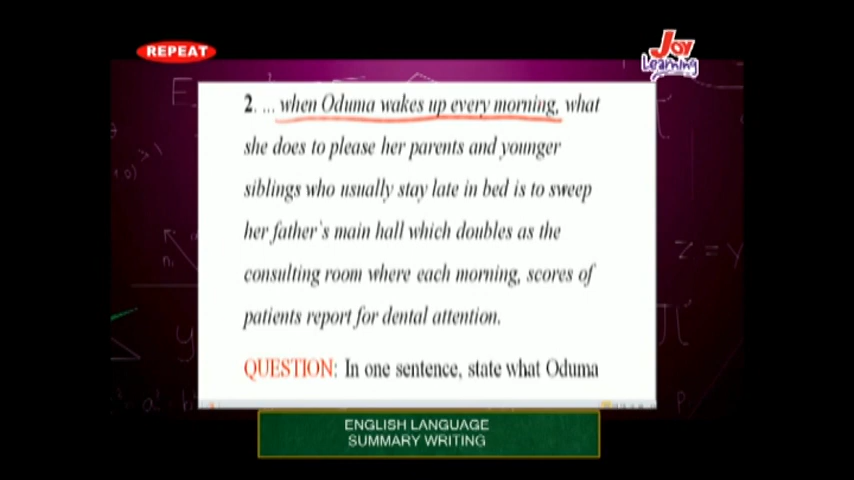 REPEAT
Joy
Learning
2. ... when Oduma wakes up every morning, what
she does to please her parents and younger
siblings who usually stay late in bed is to sweep
her father's main hall which doubles as the
consulting room where each morning, scores of
patients report for dental attention.
QUESTION: In one sentence, state what Oduma
ENGLISH LANGUAGE
SUMMARY WRITING